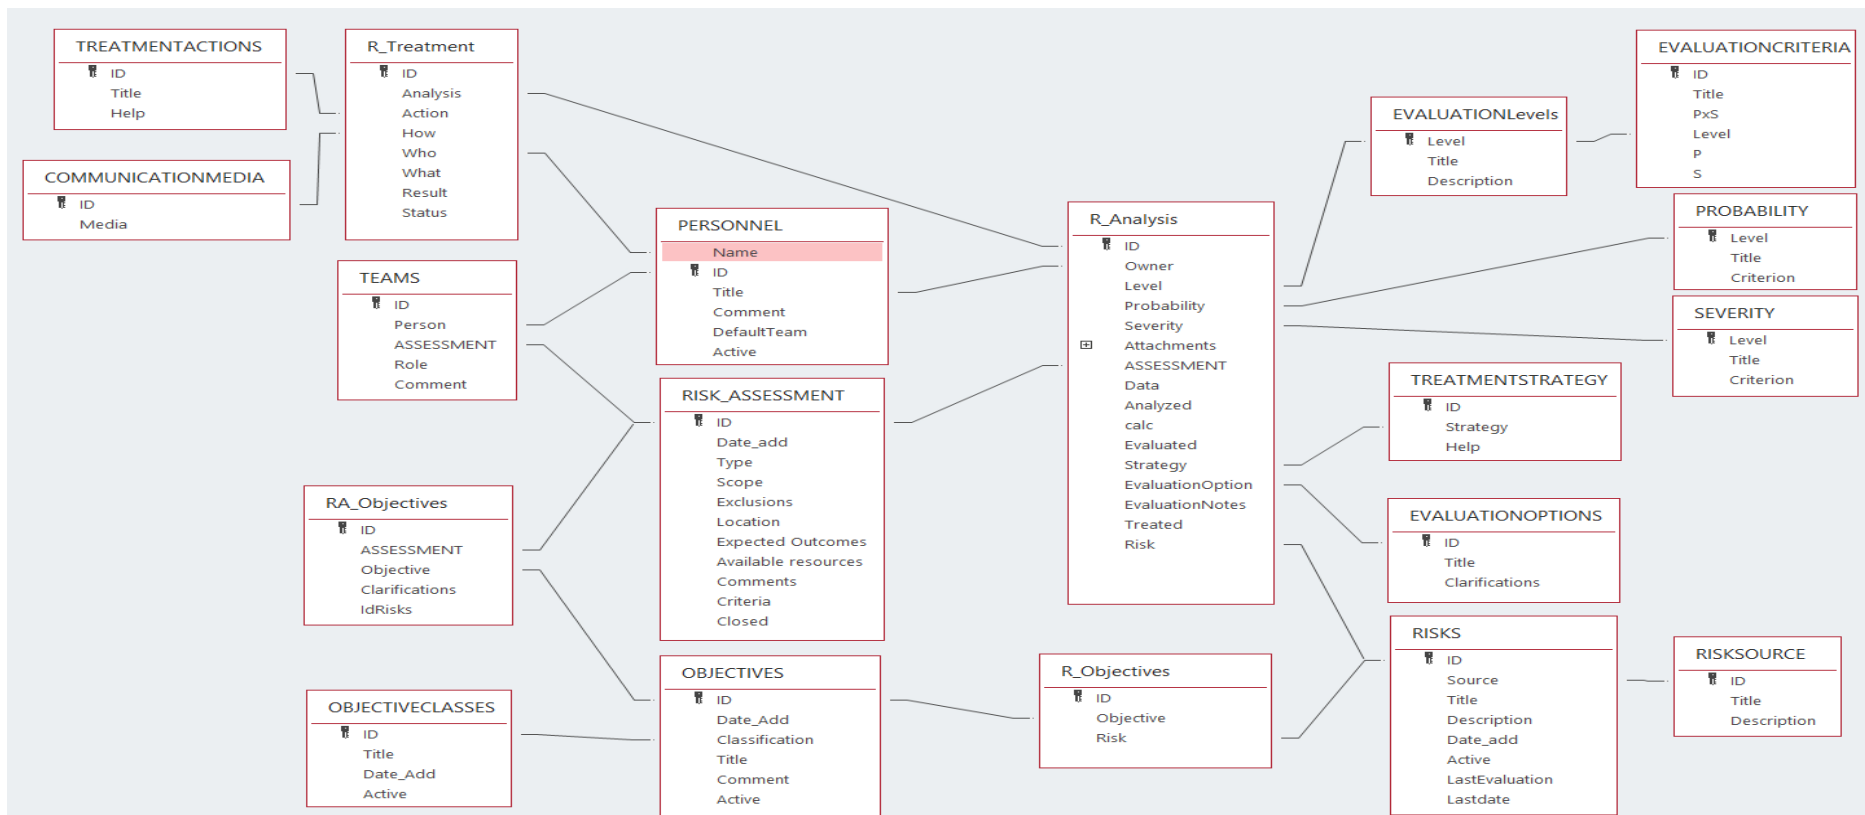 TREATMENTACTIONS
ID
Title
Help
COMMUNICATIONMEDIA
ID
Media
R_Treatment
ID
Analysis
Action
How
Who
What
Result
Status
TEAMS
ID
Person
ASSESSMENT
Role
Comment
RA_Objectives
ID
ASSESSMENT
Objective
Clarifications
IdRisks
OBJECTIVECLASSES
ID
Title
Date_Add
Active
PERSONNEL
Name
ID
Title
Comment
DefaultTeam
Active
RISK_ASSESSMENT
ID
Date_add
Type
Scope
Exclusions
Location
Expected Outcomes
Available resources
Comments
Criteria
Closed
OBJECTIVES
ID
Date_Add
Classification
Title
Comment
Active
R_Analysis
ID
Owner
Level
Probability
Severity
Attachments
ASSESSMENT
Data
Analyzed
calc
Evaluated
Strategy
EvaluationOption
EvaluationNotes
Treated
Risk
R_Objectives
ID
Objective
Risk
EVALUATIONLevels
Level
Title
Description
EVALUATIONCRITERIA
ID
Title
PxS
Level
P
S
PROBABILITY
Level
Title
Criterion
SEVERITY
Level
Title
Criterion
TREATMENTSTRATEGY
ID
Strategy
Help
EVALUATIONOPTIONS
ID
Title
Clarifications
RISKS
ID
Source
Title
Description
Date_add
Active
LastEvaluation
Lastdate
RISKSOURCE
ID
Title
Description